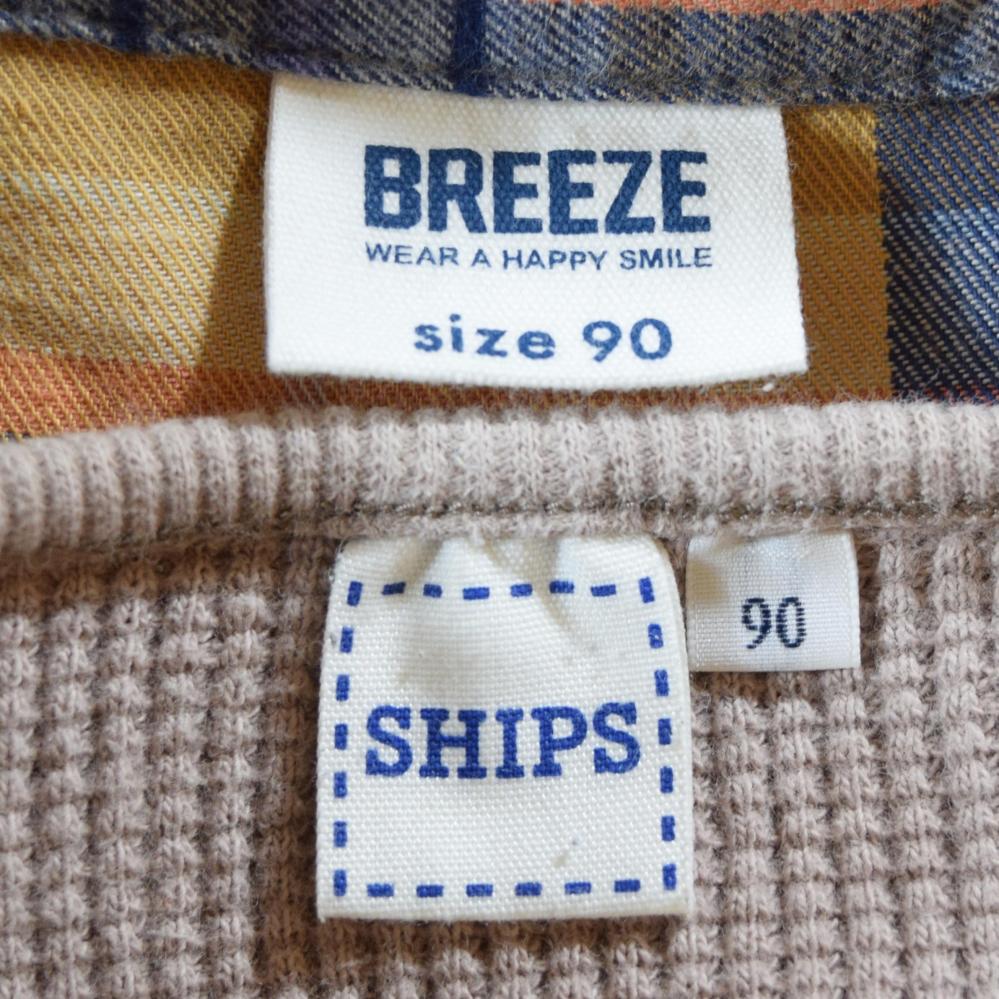 BREEZE
WEAR A HAPPY SMILE
size 90
90
SHIPS